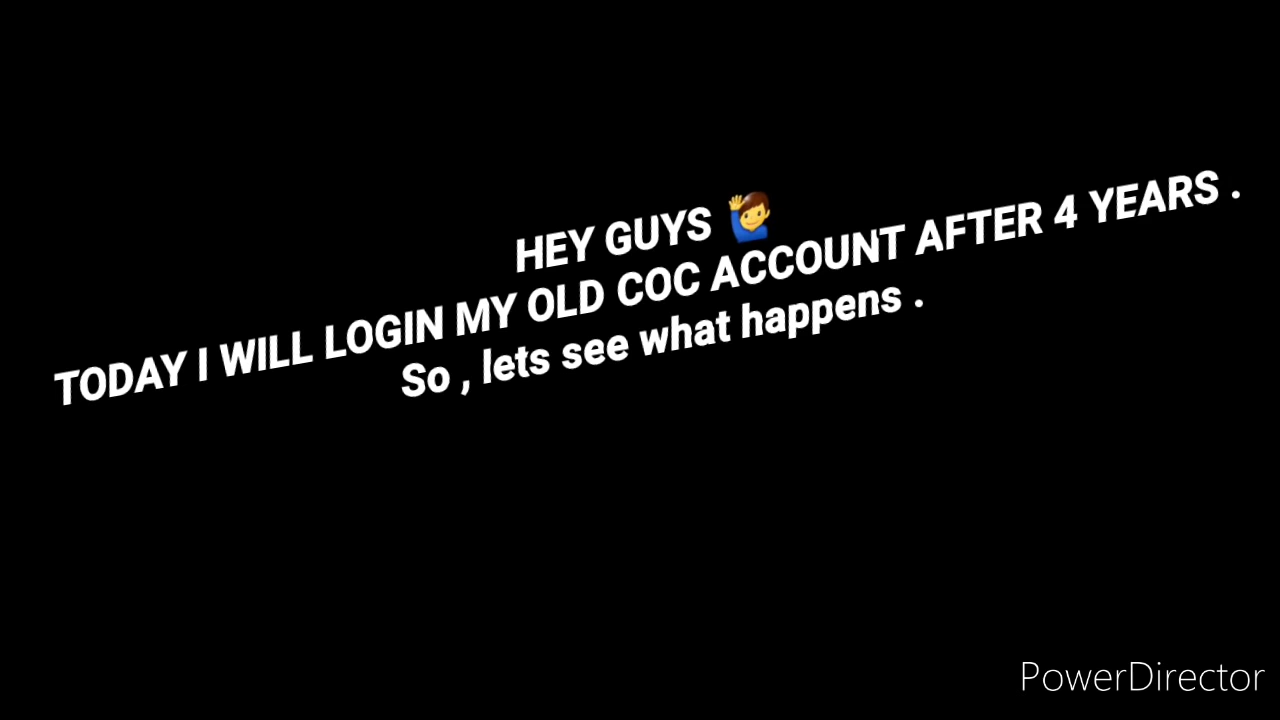 HEY GUYS 🙋‍♂️
TODAY I WILL LOGIN MY OLD COC ACCOUNT AFTER 4 YEARS .
So , lets see what happens .
PowerDirector